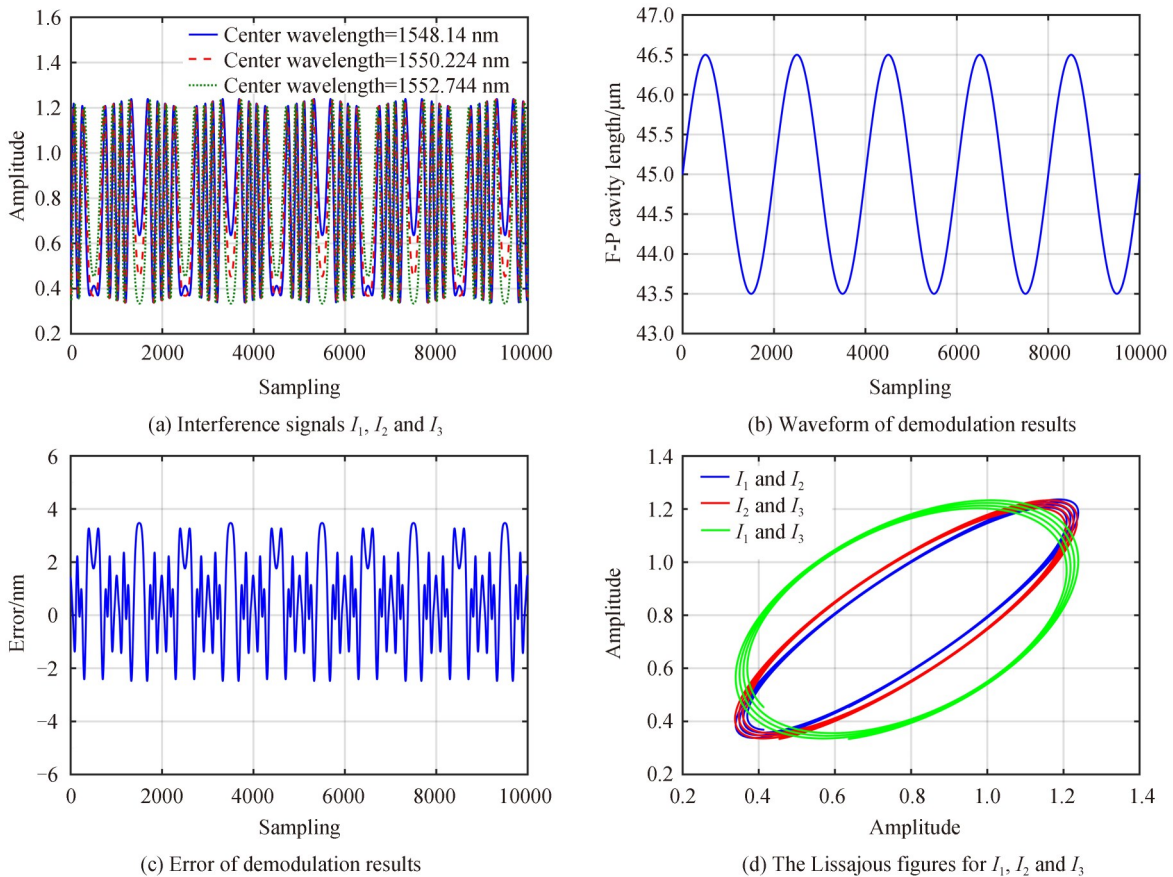 1.6
1.4
1.2
1.0
0.8
0.6
0.4
0.2
Amplitude
Center wavelength=1548.14 nm
Center wavelength=1550.224 nm
Center wavelength=1552.744 nm
0 2000 4000 6000 8000 10000
Sampling
(a) Interference signals I₁, I₂ and I₃
47.0
46.5
46.0
45.5
45.0
44.5
44.0
43.5
43.0
F-P cavity length/μm
0 2000 4000 6000 8000 10000
Sampling
(b) Waveform of demodulation results
6
4
2
0
−2
−4
−6
Error/nm
0 2000 4000 6000 8000 10000
Sampling
(c) Error of demodulation results
1.4
1.2
1.0
0.8
0.6
0.4
0.2
Amplitude
I₁ and I₂
I₂ and I₃
I₁ and I₃
0.2 0.4 0.6 0.8 1.0 1.2 1.4
Amplitude
(d) The Lissajous figures for I₁, I₂ and I₃